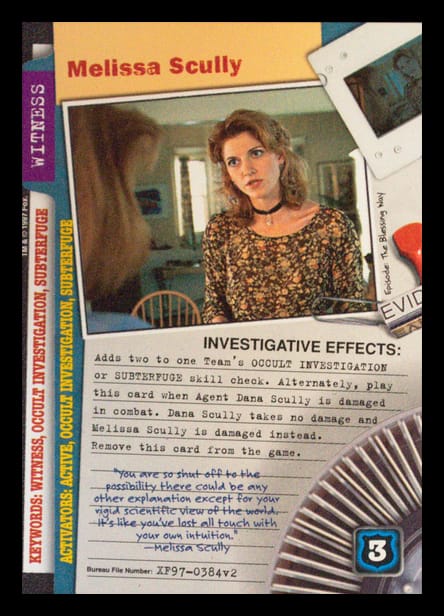 Melissa Scully
WITNESS
TM & © 1997 Fox.
KEYWORDS: WITNESS, OCCULT INVESTIGATION, SUBTERFUGE
ACTIVATORS: ACTIVE, OCCULT INVESTIGATION, SUBTERFUGE
Episode: The Blessing Way
EVID
INVESTIGATIVE EFFECTS:
Adds two to one Team's OCCULT INVESTIGATION
or SUBTERFUGE skill check. Alternately, play
this card when Agent Dana Scully is damaged
in combat. Dana Scully takes no damage and
Melissa Scully is damaged instead.
Remove this card from the game.
"You are so shut off to the
possibility there could be any
other explanation except for your
rigid scientific view of the world.
It's like you've lost all touch with
your own intuition."
—Melissa Scully
Bureau File Number: XF97-0384v2
3